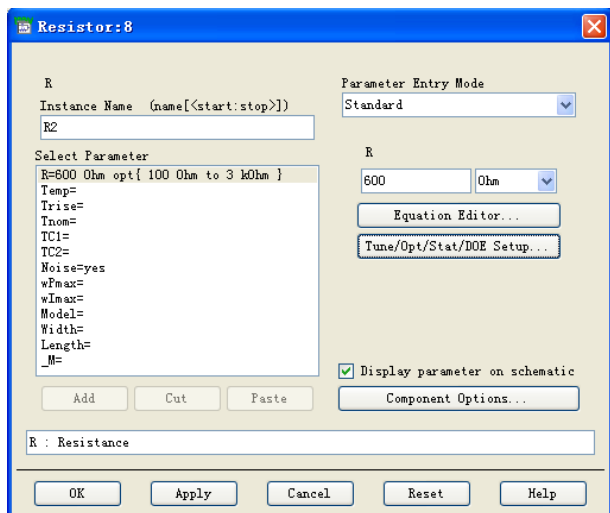 Resistor:8
R
Instance Name (name[<start:stop>])
R2
Parameter Entry Mode
Standard
Select Parameter
R=600 Ohm opt{ 100 Ohm to 3 kOhm }
Temp=
Trise=
Tnom=
TC1=
TC2=
Noise=yes
wPmax=
wImax=
Model=
Width=
Length=
_M=
R
600 Ohm
Equation Editor...
Tune/Opt/Stat/DOE Setup...
Display parameter on schematic
Add Cut Paste
Component Options...
R : Resistance
OK Apply Cancel Reset Help